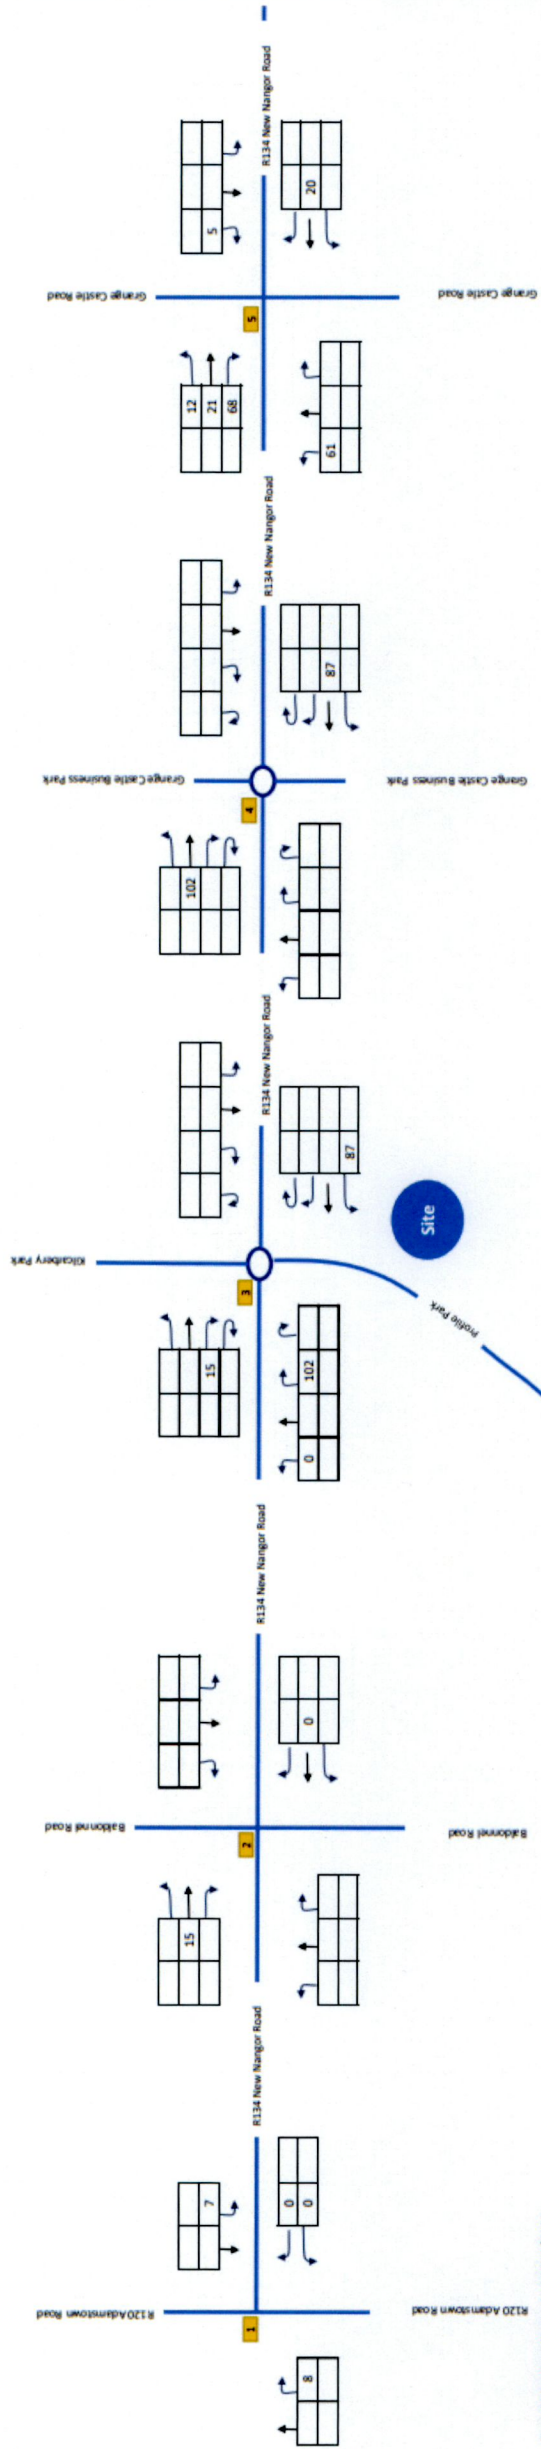 R134 New Nangor Road
5
20
Grange Castle Road
Grange Castle Road
5
12
21
68
61
R134 New Nangor Road
87
Grange Castle Business Park
Grange Castle Business Park
4
102
R134 New Nangor Road
87
Site
Kilcarbery Park
3
Profile Park
15
102
0
R134 New Nangor Road
0
Baldonnel Road
Baldonnel Road
2
15
R134 New Nangor Road
7
0
0
R120 Adamstown Road
R120 Adamstown Road
1
8